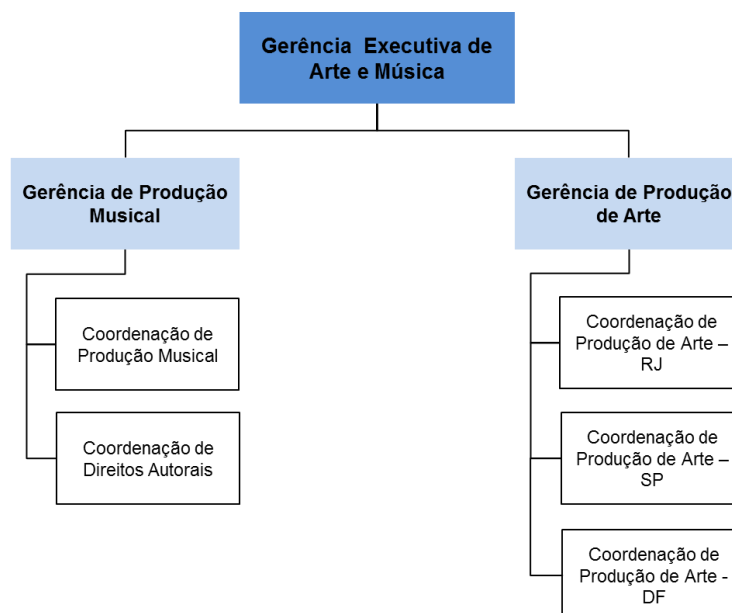 Gerência Executiva de
Arte e Música
Gerência de Produção
Musical
Gerência de Produção
de Arte
Coordenação de
Produção Musical
Coordenação de
Direitos Autorais
Coordenação de
Produção de Arte –
RJ
Coordenação de
Produção de Arte –
SP
Coordenação de
Produção de Arte -
DF